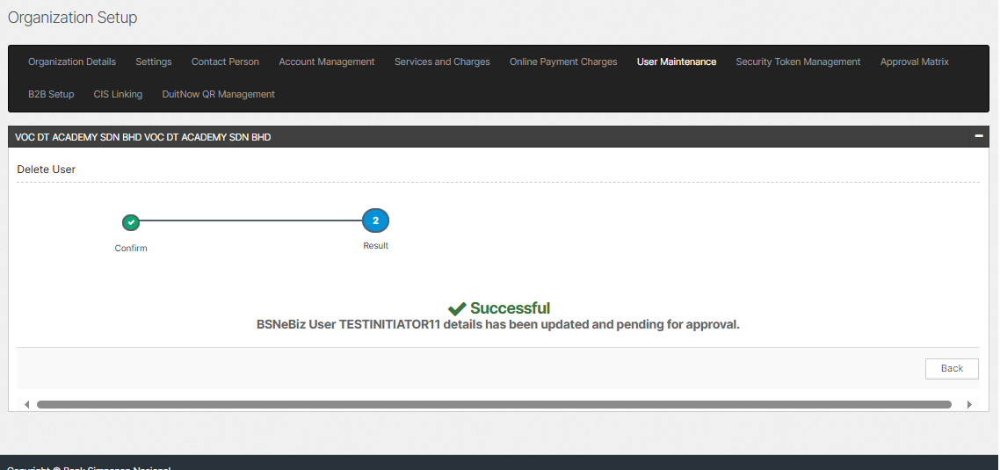 Organization Setup
Organization Details Settings Contact Person Account Management Services and Charges Online Payment Charges User Maintenance Security Token Management Approval Matrix
B2B Setup CIS Linking DuitNow QR Management
VOC DT ACADEMY SDN BHD VOC DT ACADEMY SDN BHD
Delete User
2
Confirm
Result
Successful
BSNeBiz User TESTINITIATOR11 details has been updated and pending for approval.
Back
Copyright © Bank Simpanan Nasional